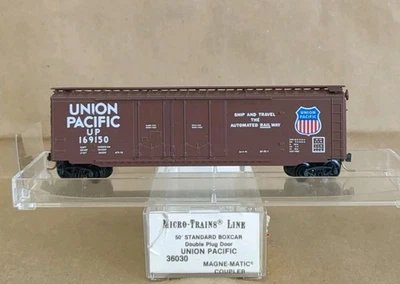 UNION
PACIFIC
UP
169150
SHIP AND TRAVEL
THE
AUTOMATED RAILWAY
UNION
PACIFIC
MICRO-TRAINS® LINE
50' STANDARD BOXCAR
Double Plug Door
UNION PACIFIC
36030
MAGNE-MATIC®
COUPLER